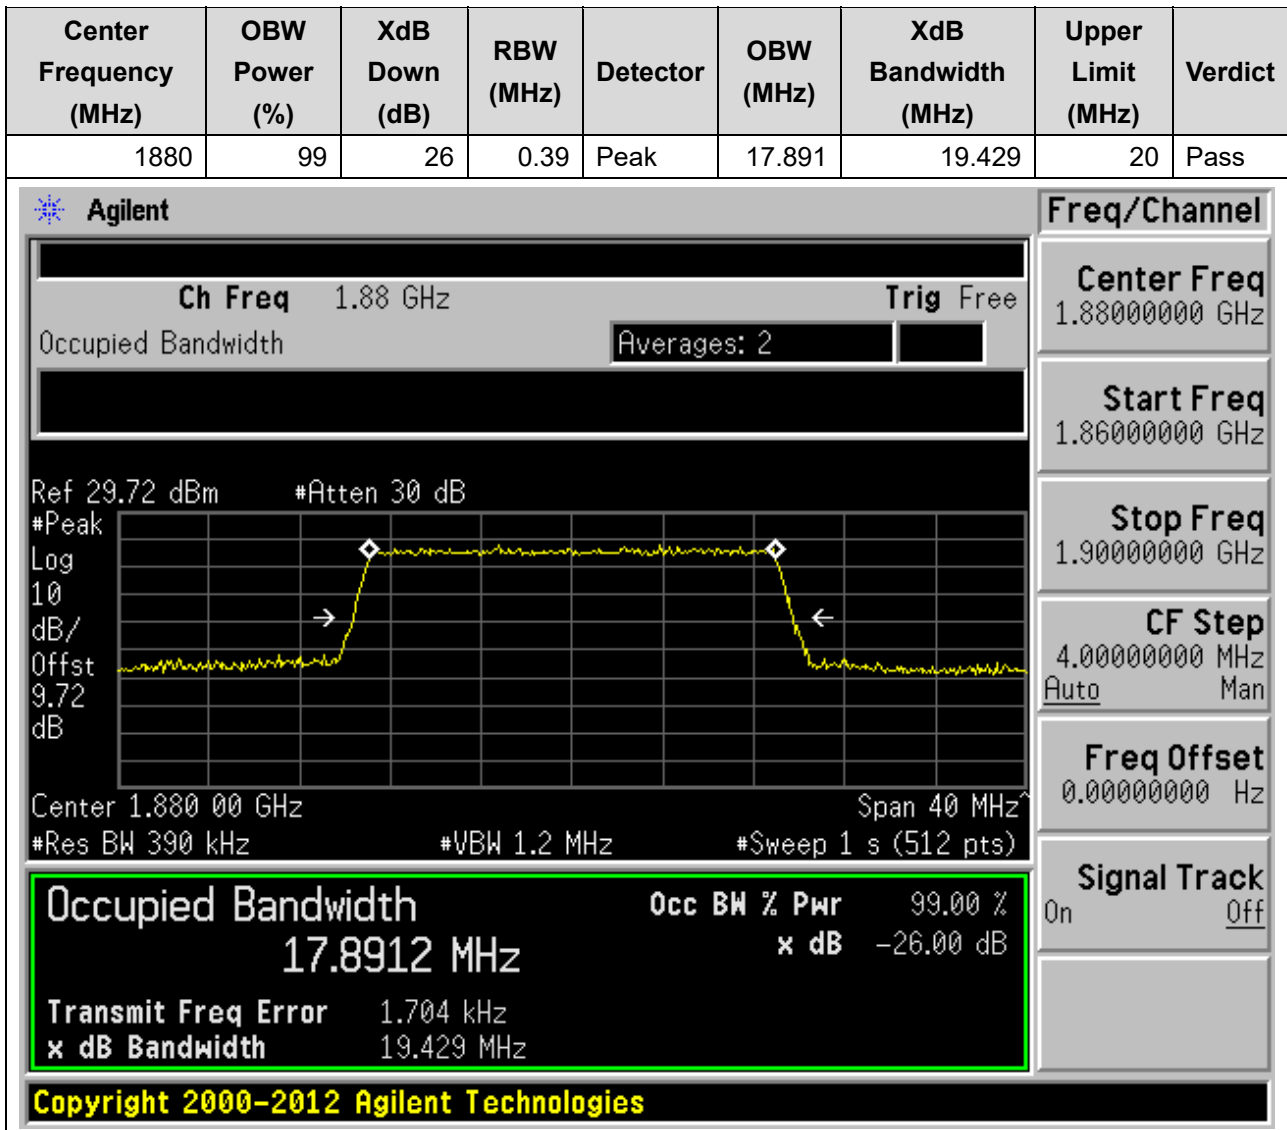 Center Frequency (MHz) OBW Power (%) XdB Down (dB) RBW (MHz) Detector OBW (MHz) XdB Bandwidth (MHz) Upper Limit (MHz) Verdict
1880 99 26 0.39 Peak 17.891 19.429 20 Pass
Agilent
Ch Freq 1.88 GHz Trig Free
Occupied Bandwidth Averages: 2
Ref 29.72 dBm #Atten 30 dB
#Peak
Log
10
dB/
Offst
9.72
dB
Center 1.880 00 GHz Span 40 MHz^
#Res BW 390 kHz #VBW 1.2 MHz #Sweep 1 s (512 pts)
Occupied Bandwidth Occ BW % Pwr 99.00 %
17.8912 MHz x dB -26.00 dB
Transmit Freq Error 1.704 kHz
x dB Bandwidth 19.429 MHz
Copyright 2000-2012 Agilent Technologies
Freq/Channel
Center Freq
1.88000000 GHz
Start Freq
1.86000000 GHz
Stop Freq
1.90000000 GHz
CF Step
4.00000000 MHz
Auto Man
Freq Offset
0.00000000 Hz
Signal Track
On Off